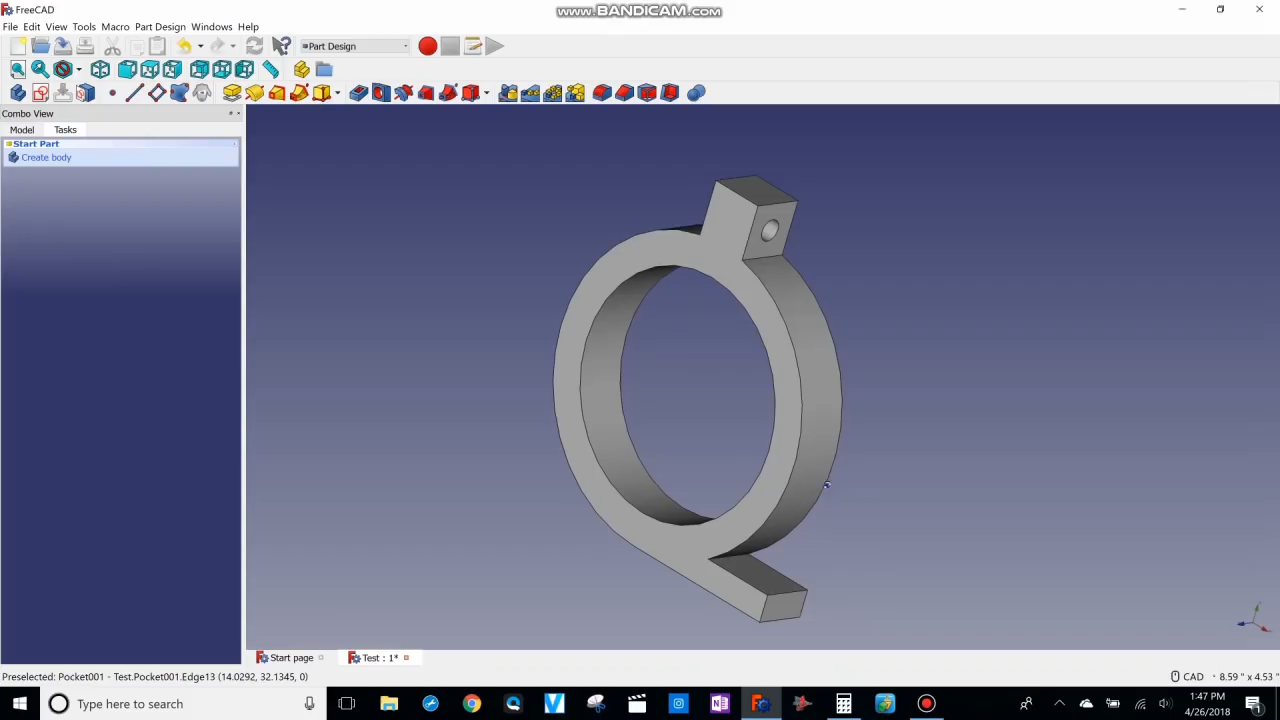 FreeCAD
www.BANDICAM.com
File Edit View Tools Macro Part Design Windows Help
Part Design
Combo View
Model Tasks
Start Part
Create body
Start page
Test : 1*
Preselected: Pocket001 - Test.Pocket001.Edge13 (14.0292, 32.1345, 0)
CAD
8.59 " x 4.53 "
Type here to search
1:47 PM
4/26/2018